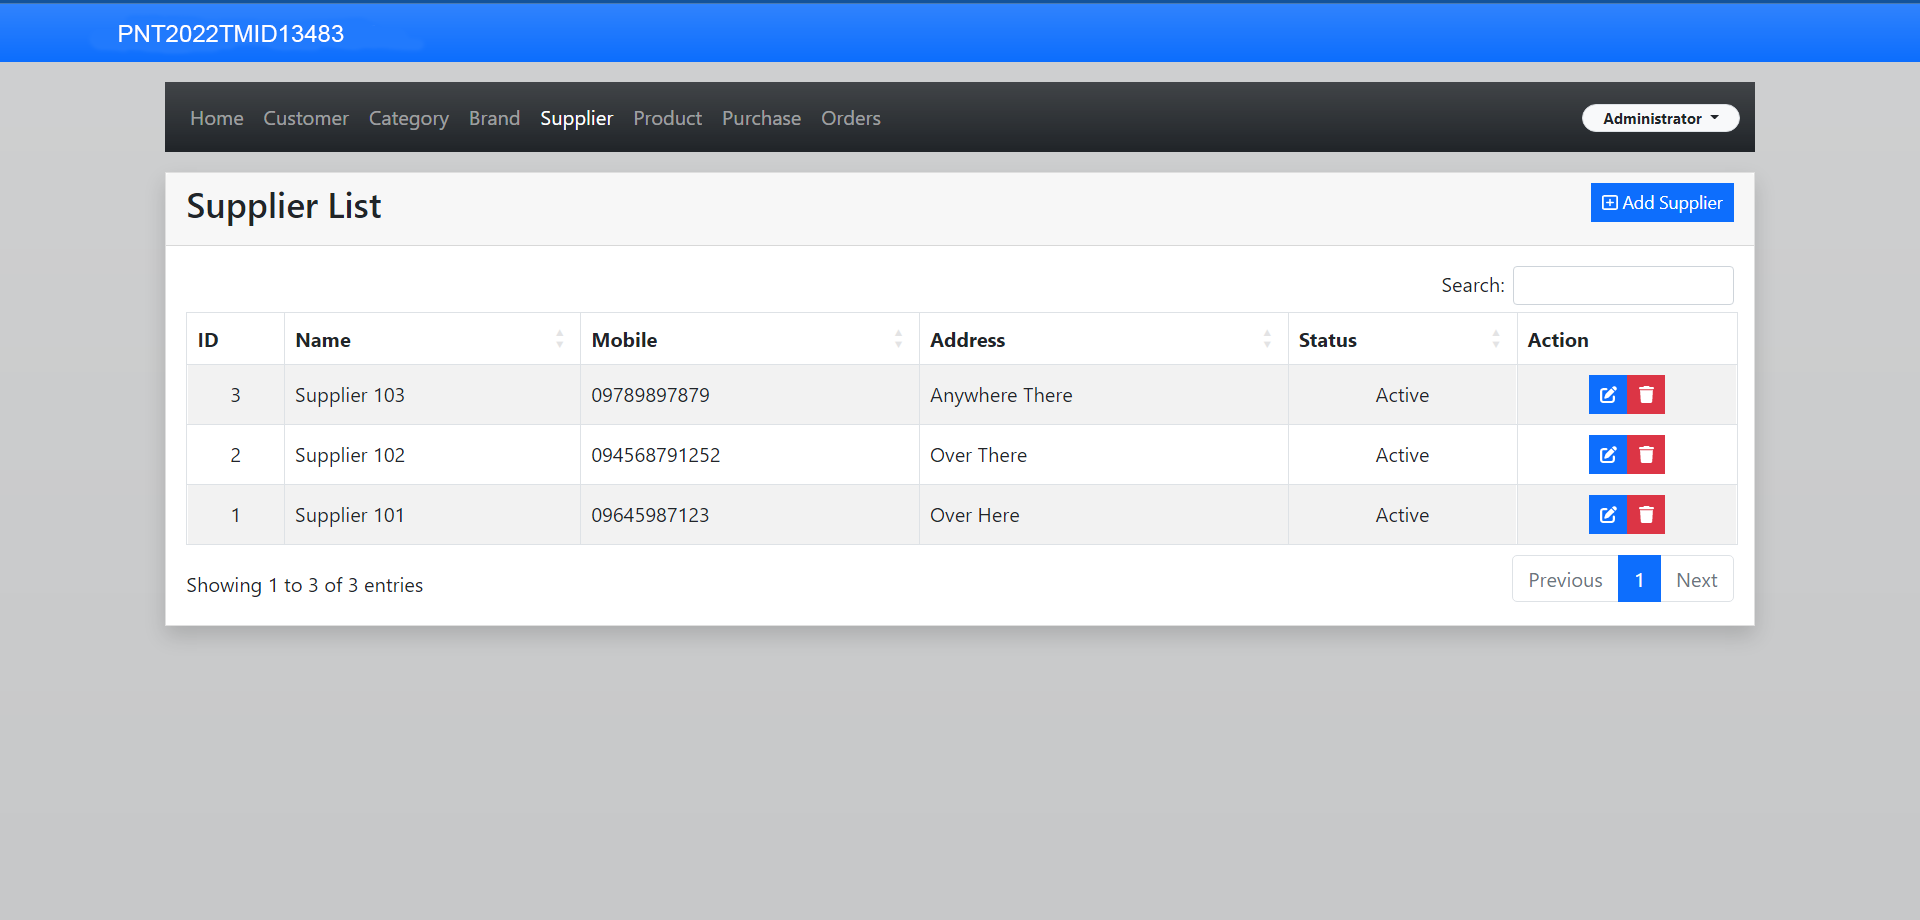 PNT2022TMID13483
Home Customer Category Brand Supplier Product Purchase Orders Administrator
Supplier List Add Supplier
Search:
ID Name Mobile Address Status Action
3 Supplier 103 09789897879 Anywhere There Active
2 Supplier 102 094568791252 Over There Active
1 Supplier 101 09645987123 Over Here Active
Showing 1 to 3 of 3 entries Previous 1 Next